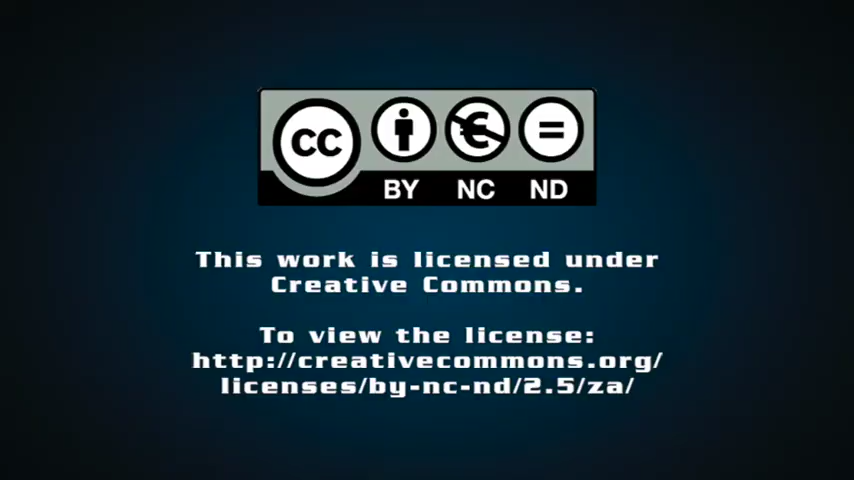 cc
BY NC ND
This work is licensed under
Creative Commons.
To view the license:
http://creativecommons.org/
licenses/by-nc-nd/2.5/za/